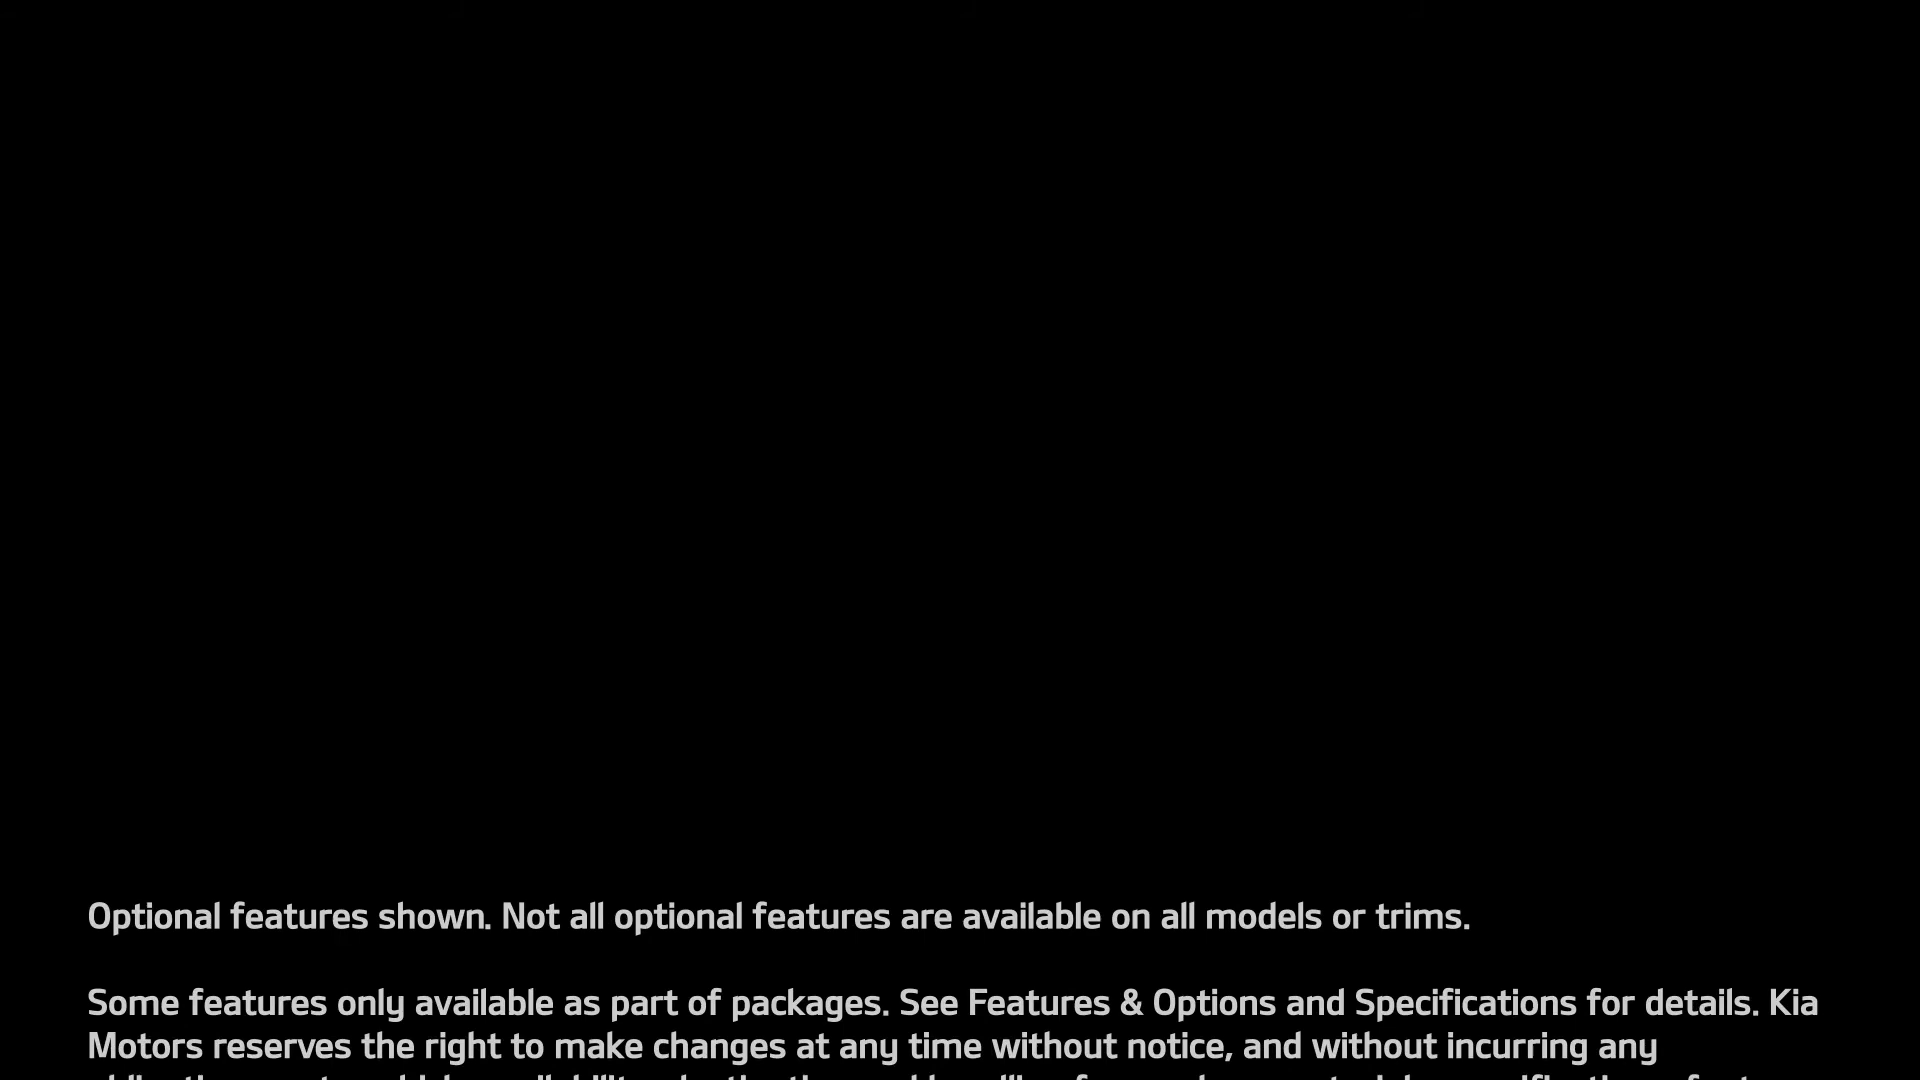 Optional features shown. Not all optional features are available on all models or trims.
Some features only available as part of packages. See Features & Options and Specifications for details. Kia
Motors reserves the right to make changes at any time without notice, and without incurring any